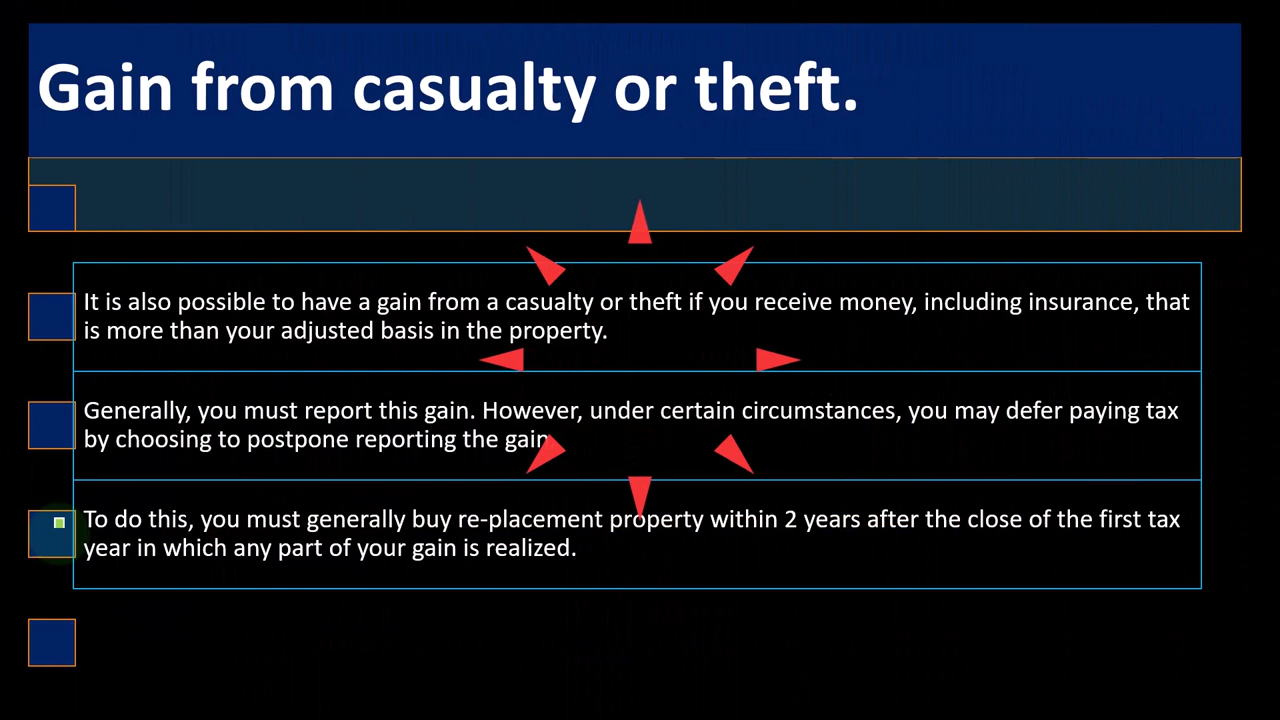 Gain from casualty or theft.
It is also possible to have a gain from a casualty or theft if you receive money, including insurance, that
is more than your adjusted basis in the property.
Generally, you must report this gain. However, under certain circumstances, you may defer paying tax
by choosing to postpone reporting the gain.
To do this, you must generally buy re-placement property within 2 years after the close of the first tax
year in which any part of your gain is realized.